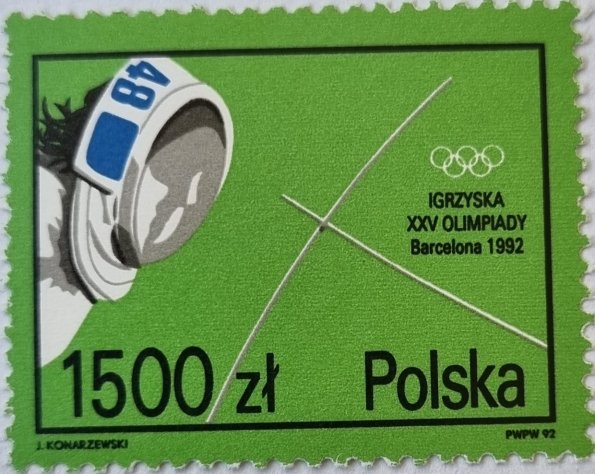 48
IGRZYSKA
XXV OLIMPIADY
Barcelona 1992
1500 zł Polska
J. KONARZEWSKI PWPW 92